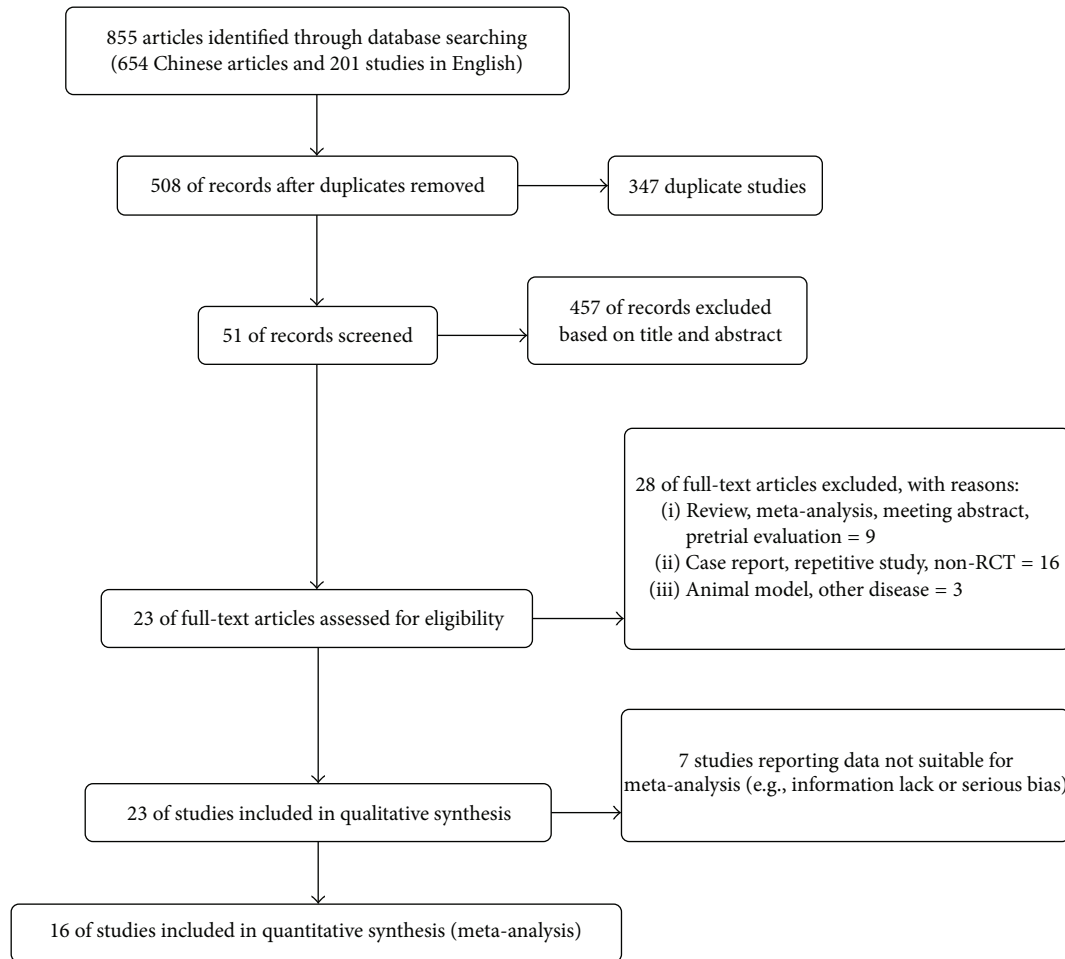 855 articles identified through database searching
(654 Chinese articles and 201 studies in English)
508 of records after duplicates removed
347 duplicate studies
51 of records screened
457 of records excluded
based on title and abstract
28 of full-text articles excluded, with reasons:
(i) Review, meta-analysis, meeting abstract,
pretrial evaluation = 9
(ii) Case report, repetitive study, non-RCT = 16
(iii) Animal model, other disease = 3
23 of full-text articles assessed for eligibility
7 studies reporting data not suitable for
meta-analysis (e.g., information lack or serious bias)
23 of studies included in qualitative synthesis
16 of studies included in quantitative synthesis (meta-analysis)